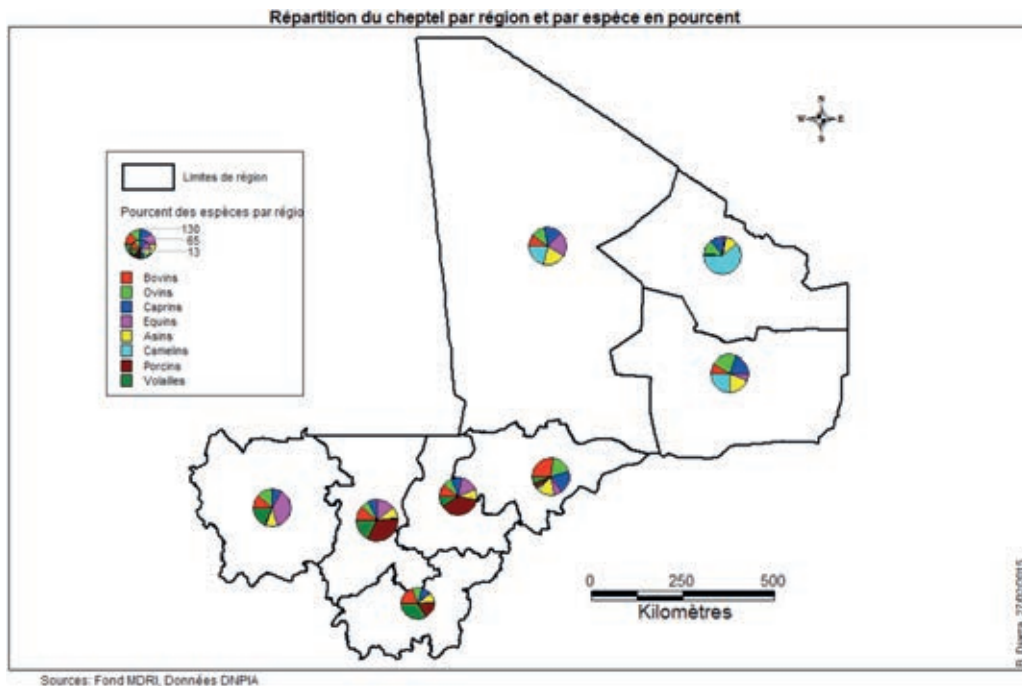 Répartition du cheptel par région et par espèce en pourcent
N
W E
S
Limites de région
Pourcent des espèces par régio
130
65
13
Bovins
Ovins
Caprins
Equins
Asins
Camelins
Porcins
Volailles
0 250 500
Kilomètres
Sources: Fond MDRI, Données DNPIA